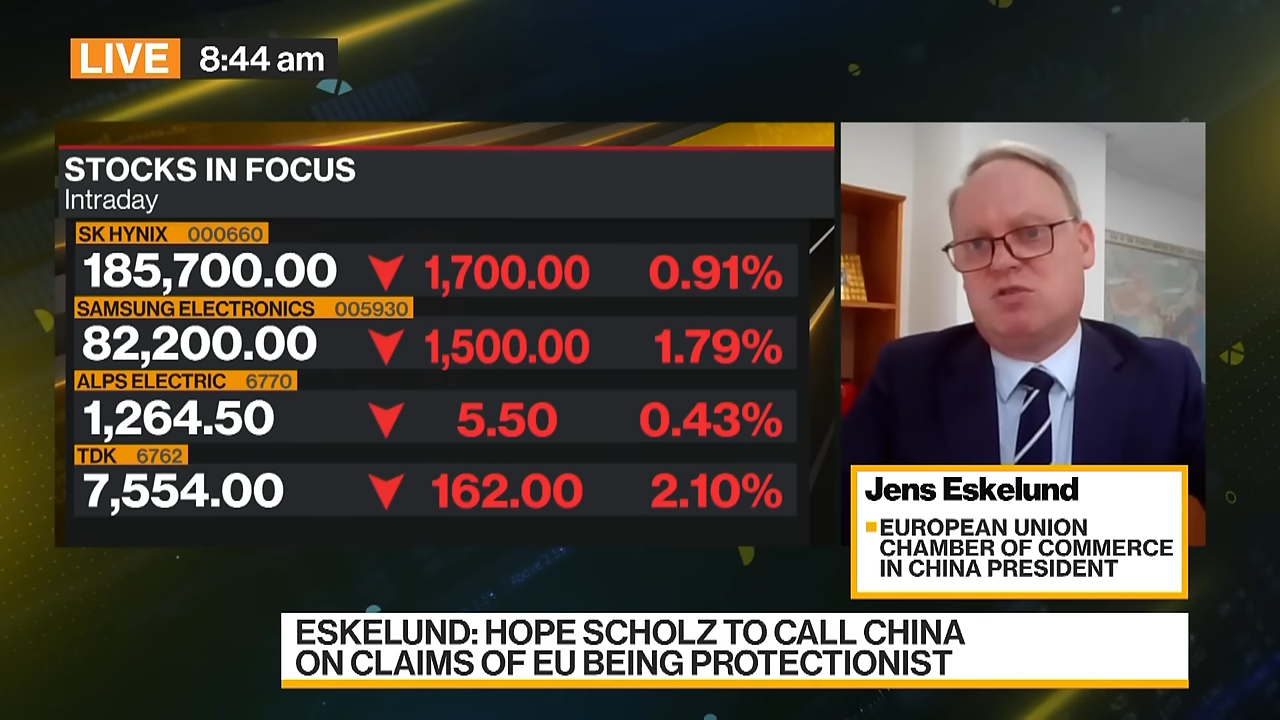 LIVE 8:44 am
STOCKS IN FOCUS
Intraday
SK HYNIX 000660
185,700.00 1,700.00 0.91%
SAMSUNG ELECTRONICS 005930
82,200.00 1,500.00 1.79%
ALPS ELECTRIC 6770
1,264.50 5.50 0.43%
TDK 6762
7,554.00 162.00 2.10%
Jens Eskelund
EUROPEAN UNION
CHAMBER OF COMMERCE
IN CHINA PRESIDENT
ESKELUND: HOPE SCHOLZ TO CALL CHINA
ON CLAIMS OF EU BEING PROTECTIONIST